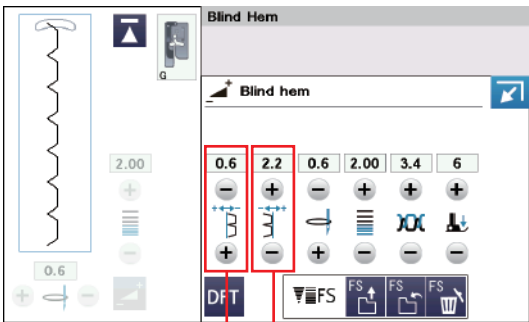 Blind Hem
G
Blind hem
2.00
0.6 2.2 0.6 2.00 3.4 6
0.6
DFT FS FS FS FS